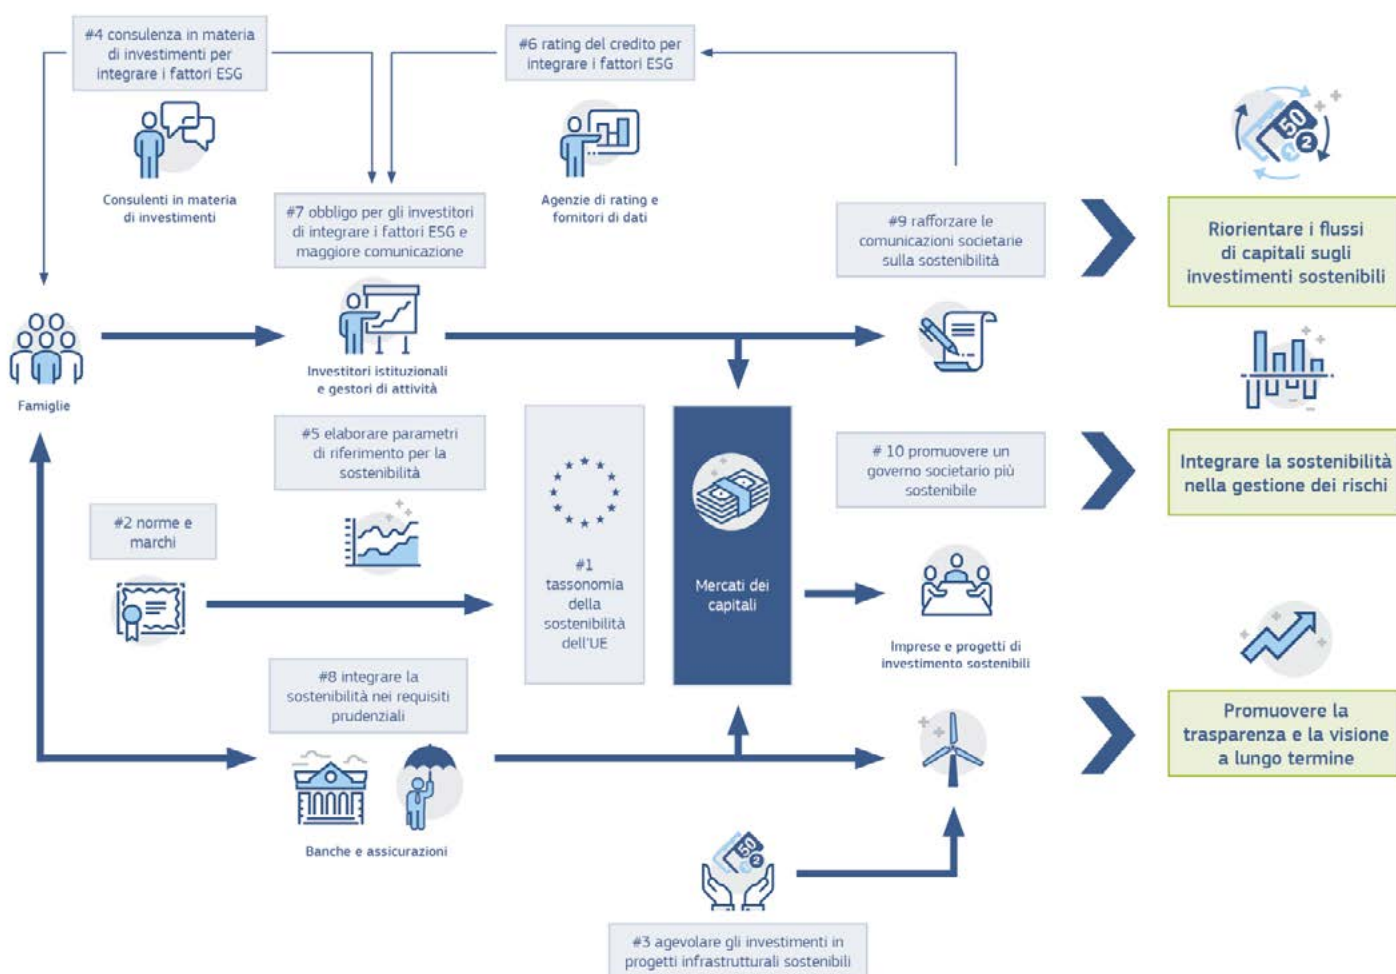 #4 consulenza in materia
di investimenti per
integrare i fattori ESG
Consulenti in materia
di investimenti
#6 rating del credito per
integrare i fattori ESG
Agenzie di rating e
fornitori di dati
50
2
#7 obbligo per gli investitori
di integrare i fattori ESG e
maggiore comunicazione
Investitori istituzionali
e gestori di attività
#9 rafforzare le
comunicazioni societarie
sulla sostenibilità
Riorientare i flussi
di capitali sugli
investimenti sostenibili
Famiglie
#5 elaborare parametri
di riferimento per la
sostenibilità
#2 norme e
marchi
#1
tassonomia
della
sostenibilità
dell'UE
Mercati dei
capitali
# 10 promuovere un
governo societario più
sostenibile
Integrare la sostenibilità
nella gestione dei rischi
Imprese e progetti di
investimento sostenibili
#8 integrare la
sostenibilità nei requisiti
prudenziali
Banche e assicurazioni
Promuovere la
trasparenza e la visione
a lungo termine
50
2
#3 agevolare gli investimenti in
progetti infrastrutturali sostenibili